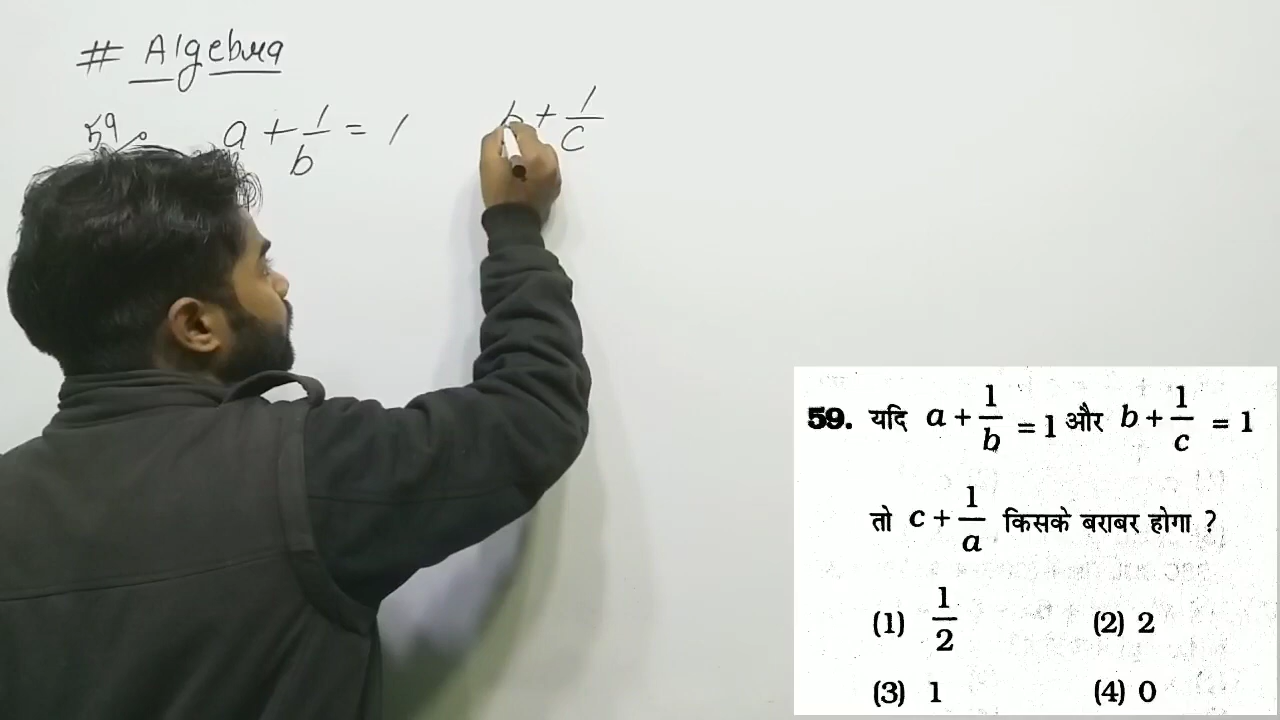 # Algebra
59
a + 1/b = 1    b + 1/c
59. यदि a + 1/b = 1 और b + 1/c = 1
तो c + 1/a किसके बराबर होगा ?
(1) 1/2    (2) 2
(3) 1    (4) 0